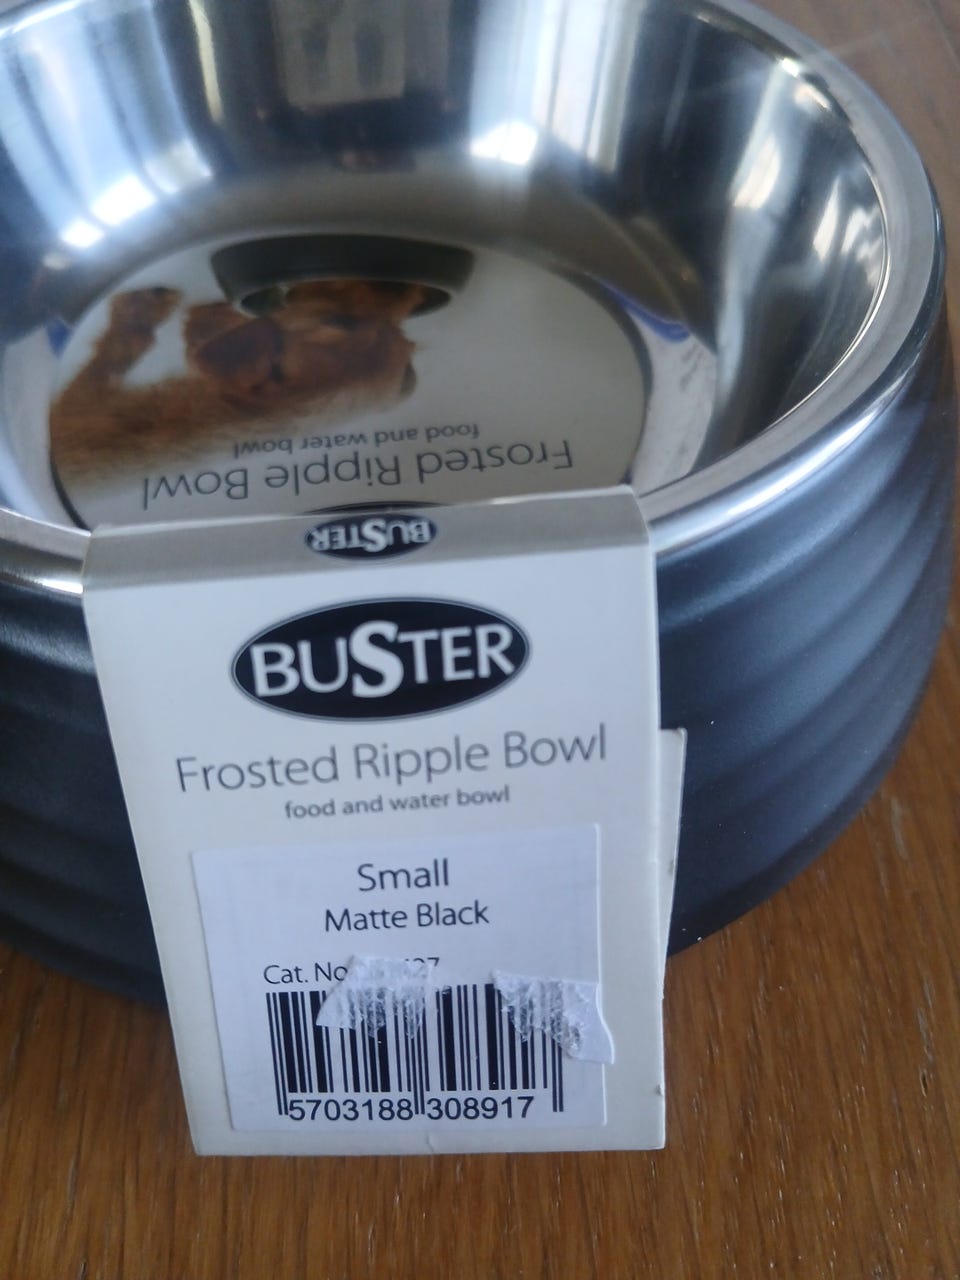 Frosted Ripple Bowl
food and water bowl
BUSTER
BUSTER
Frosted Ripple Bowl
food and water bowl
Small
Matte Black
Cat. No
5703188 308917